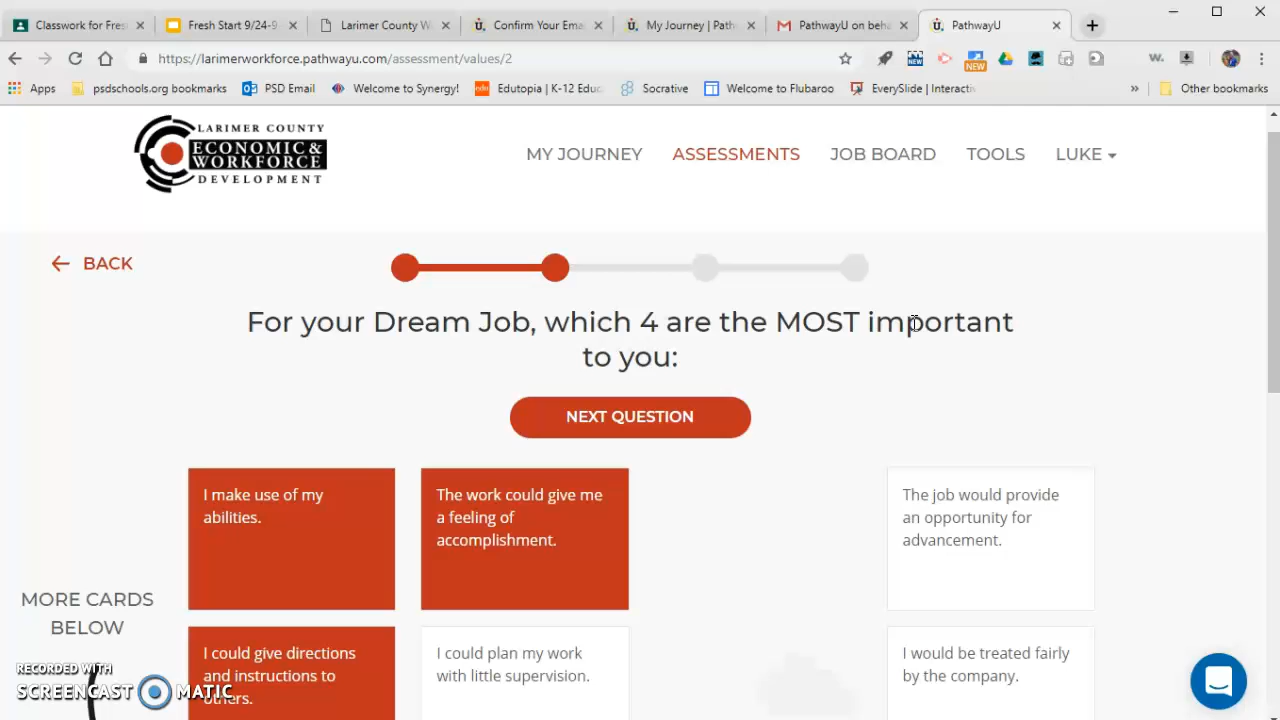 Classwork for Fres
Fresh Start 9/24-9
Larimer County W
Confirm Your Ema
My Journey | Path
PathwayU on beha
PathwayU
https://larimerworkforce.pathwayu.com/assessment/values/2
NEW
NEW
W.
Apps
psdschools.org bookmarks
PSD Email
Welcome to Synergy!
edu
Edutopia | K-12 Educ
Socrative
Welcome to Flubaroo
EverySlide | Interacti
»
Other bookmarks
LARIMER COUNTY
ECONOMIC &
WORKFORCE
DEVELOPMENT
MY JOURNEY
ASSESSMENTS
JOB BOARD
TOOLS
LUKE
BACK
For your Dream Job, which 4 are the MOST important
to you:
NEXT QUESTION
I make use of my
abilities.
The work could give me
a feeling of
accomplishment.
The job would provide
an opportunity for
advancement.
MORE CARDS
BELOW
I could give directions
and instructions to
others.
I could plan my work
with little supervision.
I would be treated fairly
by the company.
RECORDED WITH
SCREENCAST MATIC